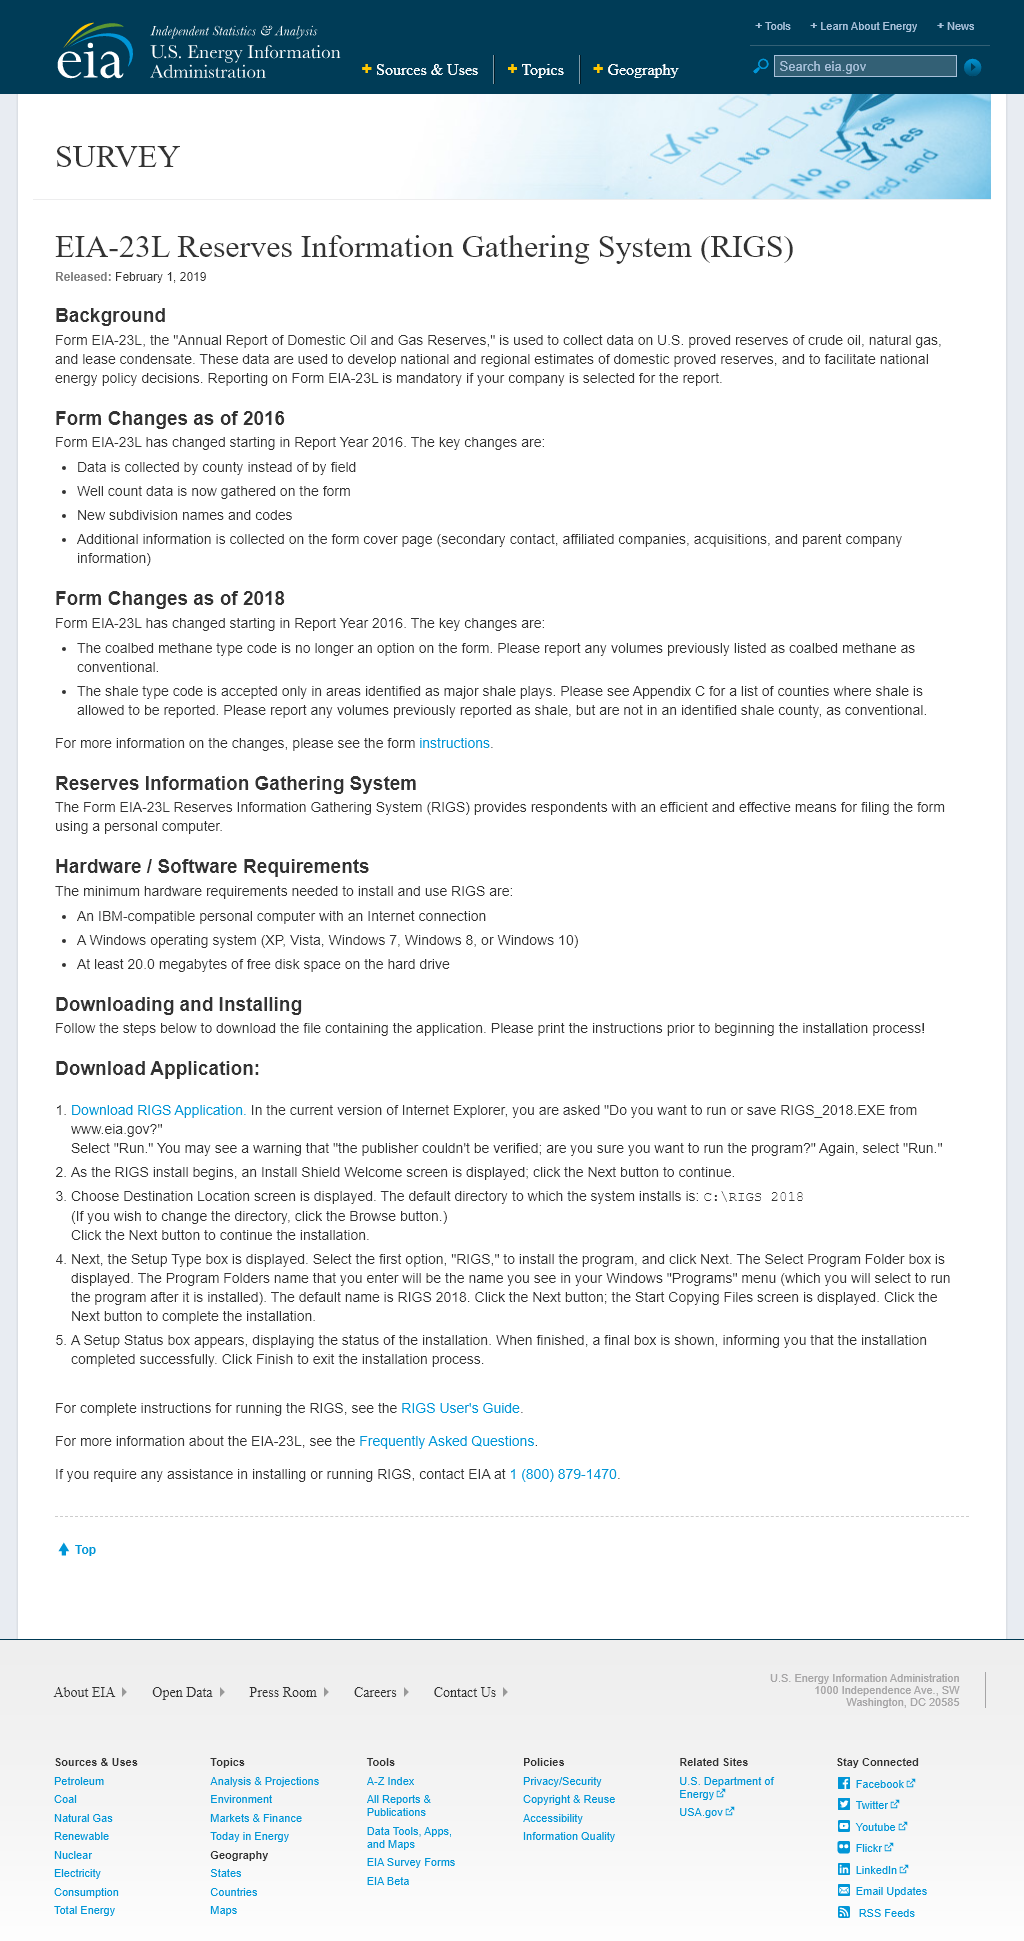 Independent Statistics & Analysis
U.S. Energy Information
Administration
eia
+ Tools
+ Learn About Energy
+ News
+ Sources & Uses
+ Topics
+ Geography
Search eia.gov
SURVEY
No
No
No
No
Yes
Yes
EIA-23L Reserves Information Gathering System (RIGS)
Released: February 1, 2019
Background
Form EIA-23L, the "Annual Report of Domestic Oil and Gas Reserves," is used to collect data on U.S. proved reserves of crude oil, natural gas,
and lease condensate. These data are used to develop national and regional estimates of domestic proved reserves, and to facilitate national
energy policy decisions. Reporting on Form EIA-23L is mandatory if your company is selected for the report.
Form Changes as of 2016
Form EIA-23L has changed starting in Report Year 2016. The key changes are:
• Data is collected by county instead of by field
• Well count data is now gathered on the form
• New subdivision names and codes
• Additional information is collected on the form cover page (secondary contact, affiliated companies, acquisitions, and parent company
information)
Form Changes as of 2018
Form EIA-23L has changed starting in Report Year 2016. The key changes are:
• The coalbed methane type code is no longer an option on the form. Please report any volumes previously listed as coalbed methane as
conventional.
• The shale type code is accepted only in areas identified as major shale plays. Please see Appendix C for a list of counties where shale is
allowed to be reported. Please report any volumes previously reported as shale, but are not in an identified shale county, as conventional.
For more information on the changes, please see the form instructions.
Reserves Information Gathering System
The Form EIA-23L Reserves Information Gathering System (RIGS) provides respondents with an efficient and effective means for filing the form
using a personal computer.
Hardware / Software Requirements
The minimum hardware requirements needed to install and use RIGS are:
• An IBM-compatible personal computer with an Internet connection
• A Windows operating system (XP, Vista, Windows 7, Windows 8, or Windows 10)
• At least 20.0 megabytes of free disk space on the hard drive
Downloading and Installing
Follow the steps below to download the file containing the application. Please print the instructions prior to beginning the installation process!
Download Application:
1. Download RIGS Application. In the current version of Internet Explorer, you are asked "Do you want to run or save RIGS_2018.EXE from
www.eia.gov?"
Select "Run." You may see a warning that "the publisher couldn't be verified; are you sure you want to run the program?" Again, select "Run."
2. As the RIGS install begins, an Install Shield Welcome screen is displayed; click the Next button to continue.
3. Choose Destination Location screen is displayed. The default directory to which the system installs is: C:\RIGS 2018
(If you wish to change the directory, click the Browse button.)
Click the Next button to continue the installation.
4. Next, the Setup Type box is displayed. Select the first option, "RIGS," to install the program, and click Next. The Select Program Folder box is
displayed. The Program Folders name that you enter will be the name you see in your Windows "Programs" menu (which you will select to run
the program after it is installed). The default name is RIGS 2018. Click the Next button; the Start Copying Files screen is displayed. Click the
Next button to complete the installation.
5. A Setup Status box appears, displaying the status of the installation. When finished, a final box is shown, informing you that the installation
completed successfully. Click Finish to exit the installation process.
For complete instructions for running the RIGS, see the RIGS User's Guide.
For more information about the EIA-23L, see the Frequently Asked Questions.
If you require any assistance in installing or running RIGS, contact EIA at 1 (800) 879-1470.
Top
About EIA
Open Data
Press Room
Careers
Contact Us
U.S. Energy Information Administration
1000 Independence Ave., SW
Washington, DC 20585
Sources & Uses
Petroleum
Coal
Natural Gas
Renewable
Nuclear
Electricity
Consumption
Total Energy
Topics
Analysis & Projections
Environment
Markets & Finance
Today in Energy
Geography
States
Countries
Maps
Tools
A-Z Index
All Reports &
Publications
Data Tools, Apps,
and Maps
EIA Survey Forms
EIA Beta
Policies
Privacy/Security
Copyright & Reuse
Accessibility
Information Quality
Related Sites
U.S. Department of
Energy
USA.gov
Stay Connected
Facebook
Twitter
Youtube
Flickr
LinkedIn
Email Updates
RSS Feeds